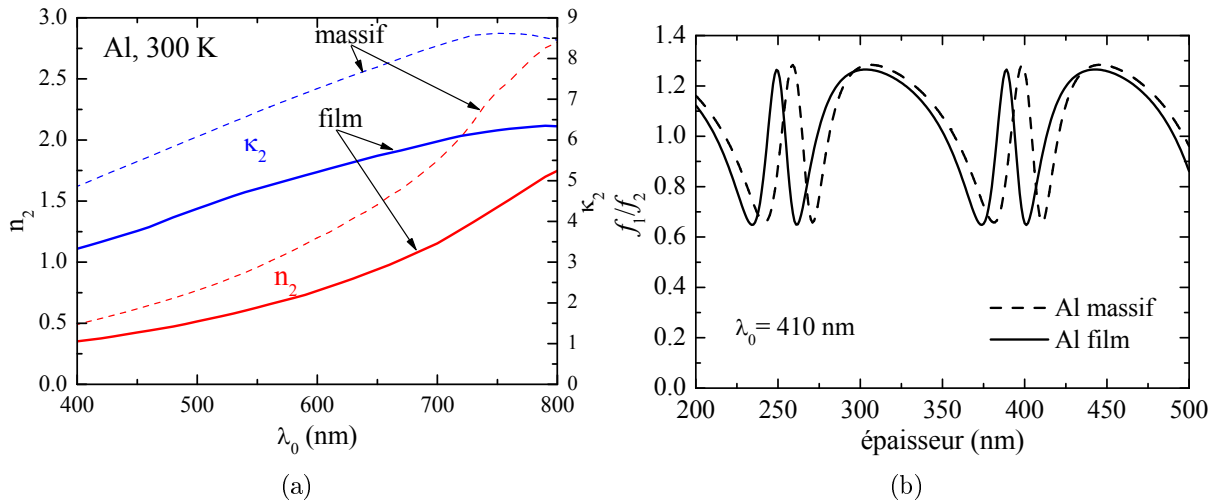 Al, 300 K
massif
film
κ₂
n₂
n₂
3.0
2.5
2.0
1.5
1.0
0.5
0.0
9
8
7
6
5
4
3
2
1
0
κ₂
400 500 600 700 800
λ₀ (nm)
(a)
f₁/f₂
1.4
1.2
1.0
0.8
0.6
0.4
0.2
0.0
λ₀= 410 nm
Al massif
Al film
200 250 300 350 400 450 500
épaisseur (nm)
(b)